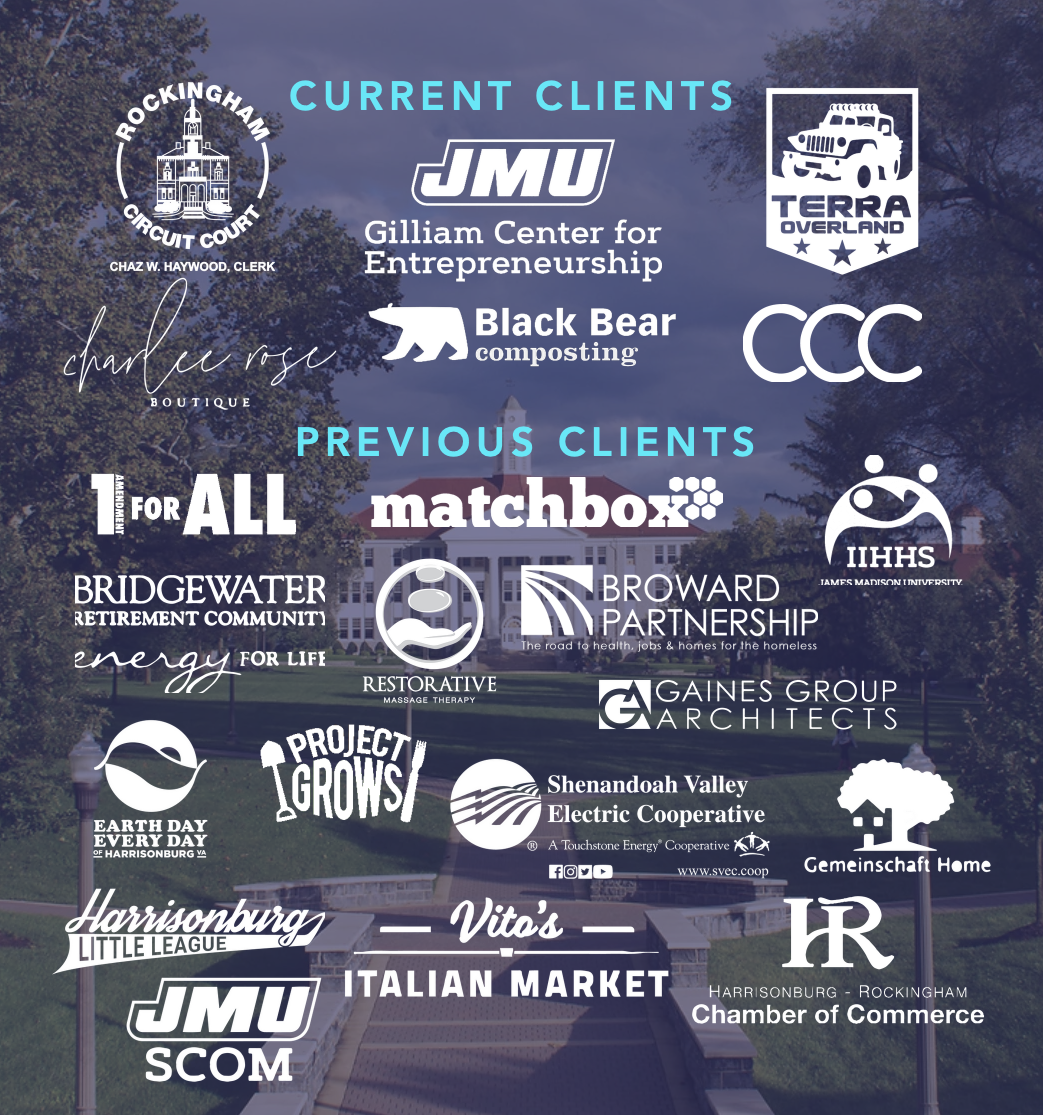 CURRENT CLIENTS
ROCKINGHAM
CIRCUIT COURT
CHAZ W. HAYWOOD, CLERK
JMU
Gilliam Center for
Entrepreneurship
TERRA
OVERLAND
charlee rose
BOUTIQUE
Black Bear
composting
CCC
PREVIOUS CLIENTS
1 AMENDMENT FOR ALL
matchbox
IIHHS
JAMES MADISON UNIVERSITY
BRIDGEWATER
RETIREMENT COMMUNITY
energy FOR LIFE
RESTORATIVE
MASSAGE THERAPY
BROWARD
PARTNERSHIP
The road to health, jobs & homes for the homeless
GA GAINES GROUP
ARCHITECTS
EARTH DAY
EVERY DAY
OF HARRISONBURG VA
PROJECT
GROWS
Shenandoah Valley
Electric Cooperative
® A Touchstone Energy® Cooperative
www.svec.coop
Gemeinschaft Home
Harrisonburg
LITTLE LEAGUE
Vito's
ITALIAN MARKET
HR
HARRISONBURG - ROCKINGHAM
Chamber of Commerce
JMU
SCOM